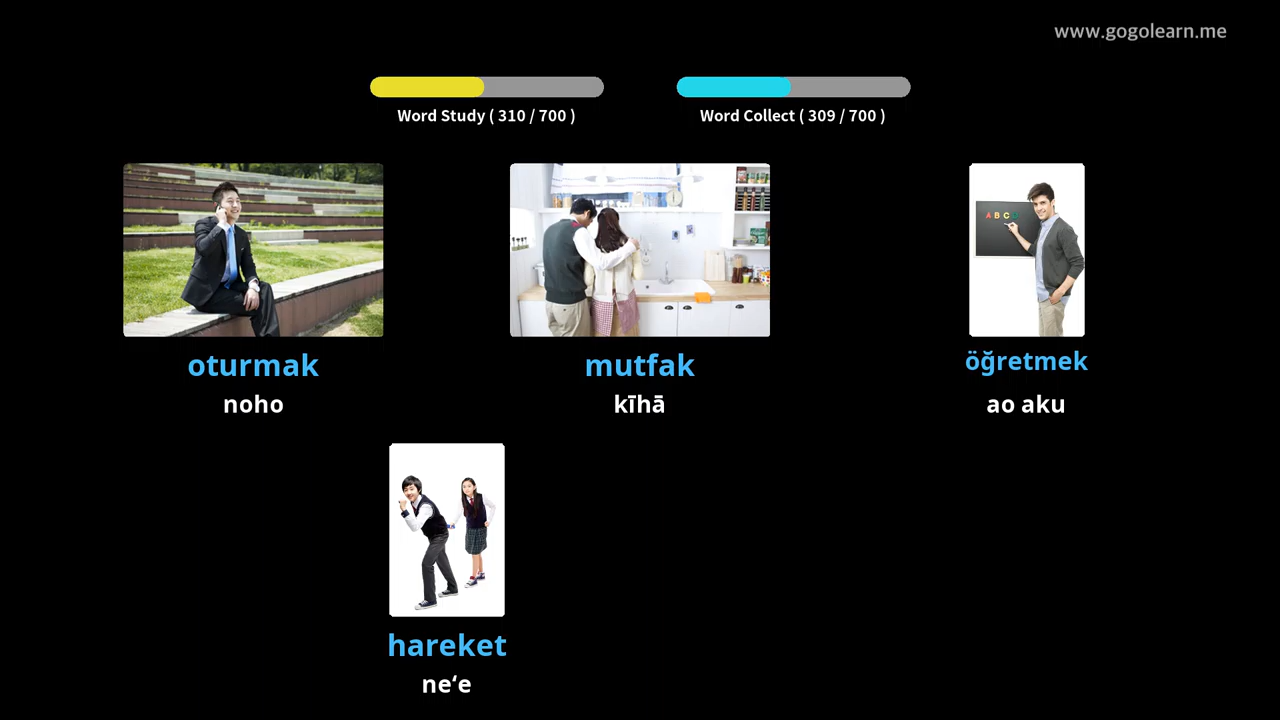 www.gogolearn.me
Word Study ( 310 / 700 )
Word Collect ( 309 / 700 )
oturmak
noho
mutfak
kīhā
öğretmek
ao aku
A B C D
hareket
neʻe